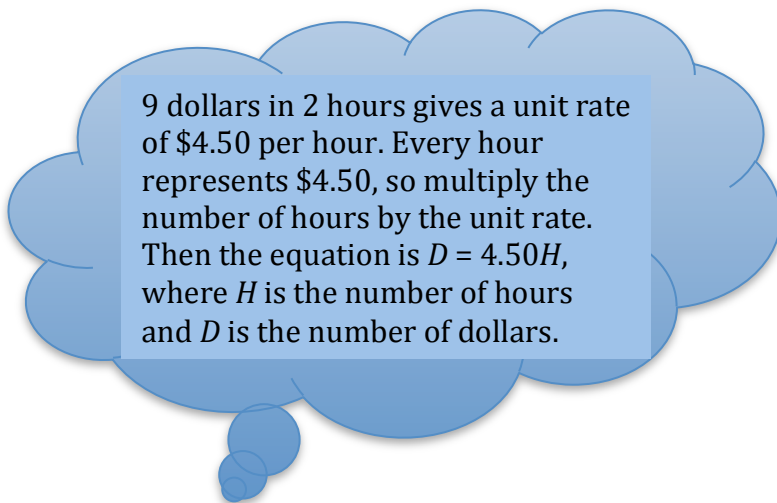 9 dollars in 2 hours gives a unit rate
of $4.50 per hour. Every hour
represents $4.50, so multiply the
number of hours by the unit rate.
Then the equation is D = 4.50H,
where H is the number of hours
and D is the number of dollars.